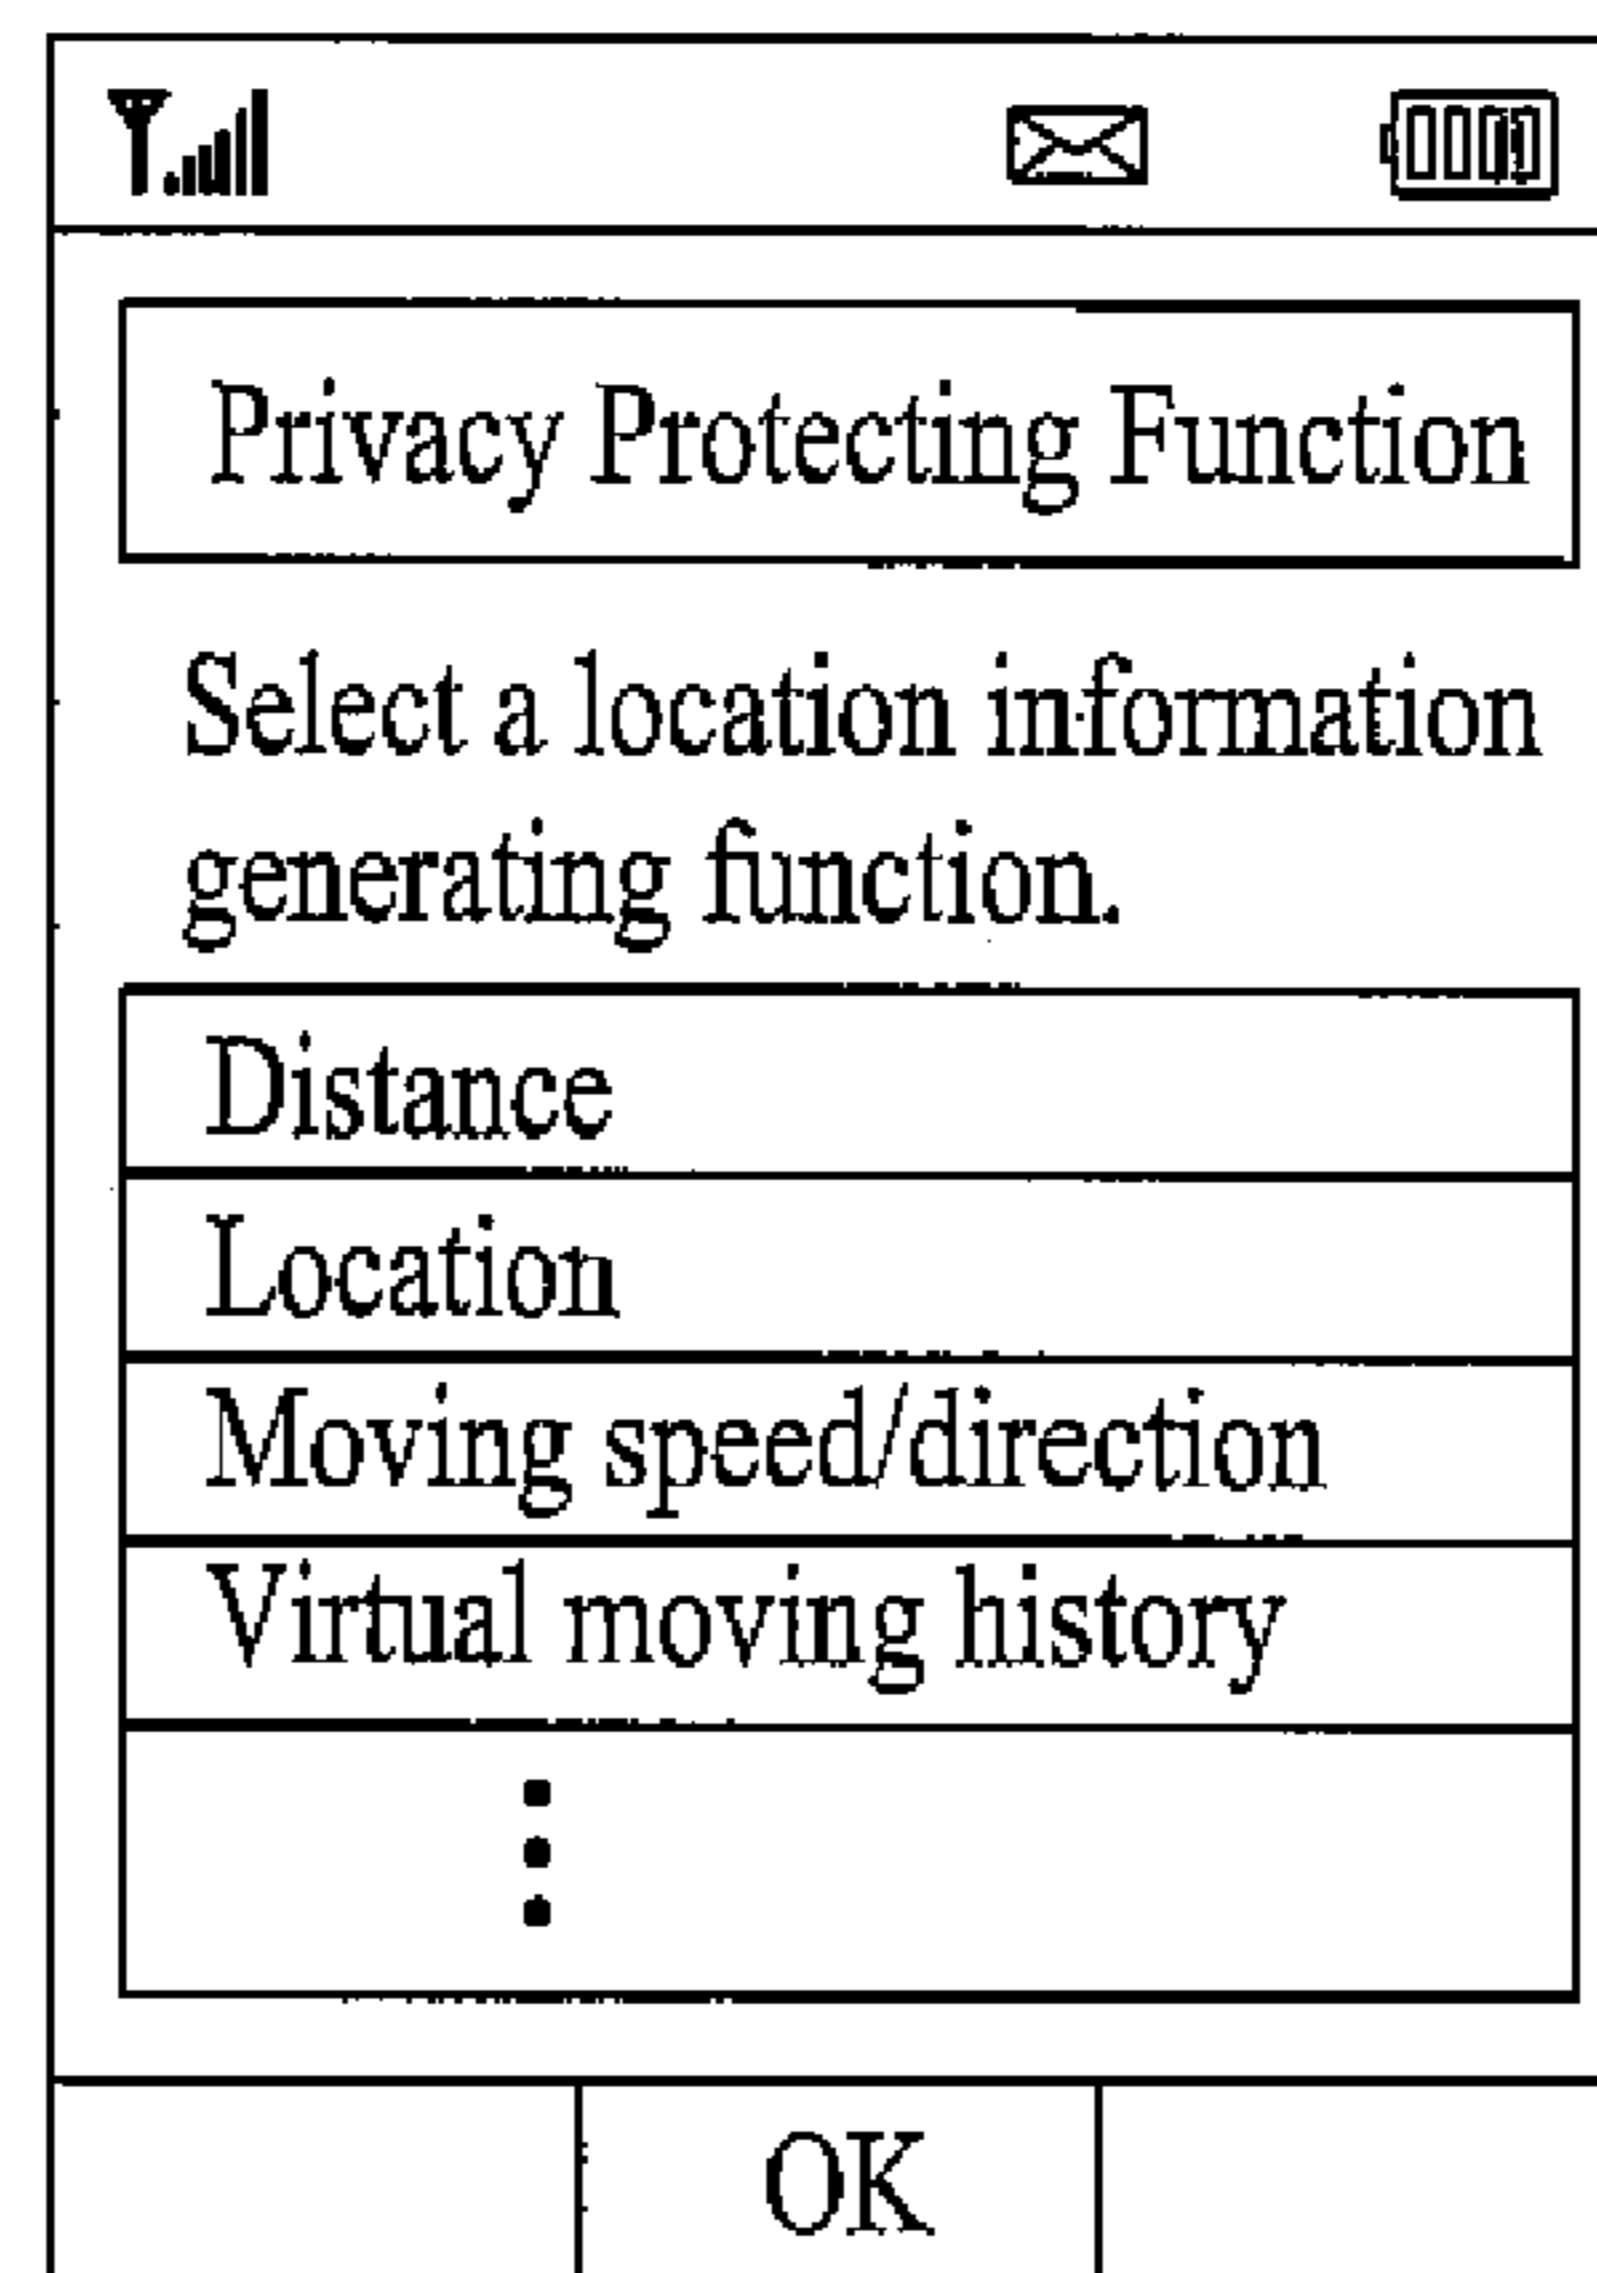 Privacy Protecting Function
Select a location information
generating function.
Distance
Location
Moving speed/direction
Virtual moving history
OK